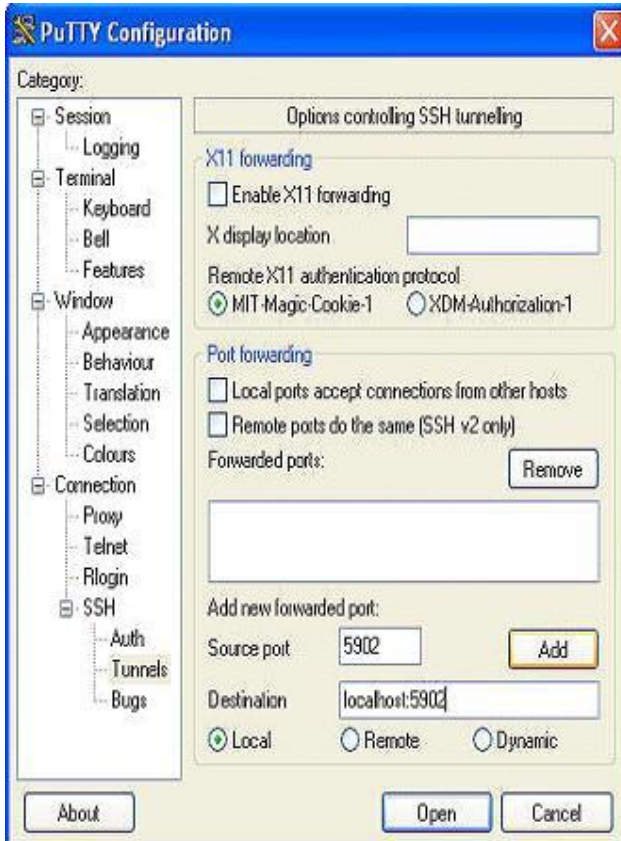 PuTTY Configuration
Category:
Session
Logging
Terminal
Keyboard
Bell
Features
Window
Appearance
Behaviour
Translation
Selection
Colours
Connection
Proxy
Telnet
Rlogin
SSH
Auth
Tunnels
Bugs
Options controlling SSH tunnelling
X11 forwarding
Enable X11 forwarding
X display location
Remote X11 authentication protocol
MIT-Magic-Cookie-1 XDM-Authorization-1
Port forwarding
Local ports accept connections from other hosts
Remote ports do the same (SSH v2 only)
Forwarded ports: Remove
Add new forwarded port:
Source port 5902 Add
Destination localhost:5902
Local Remote Dynamic
About Open Cancel